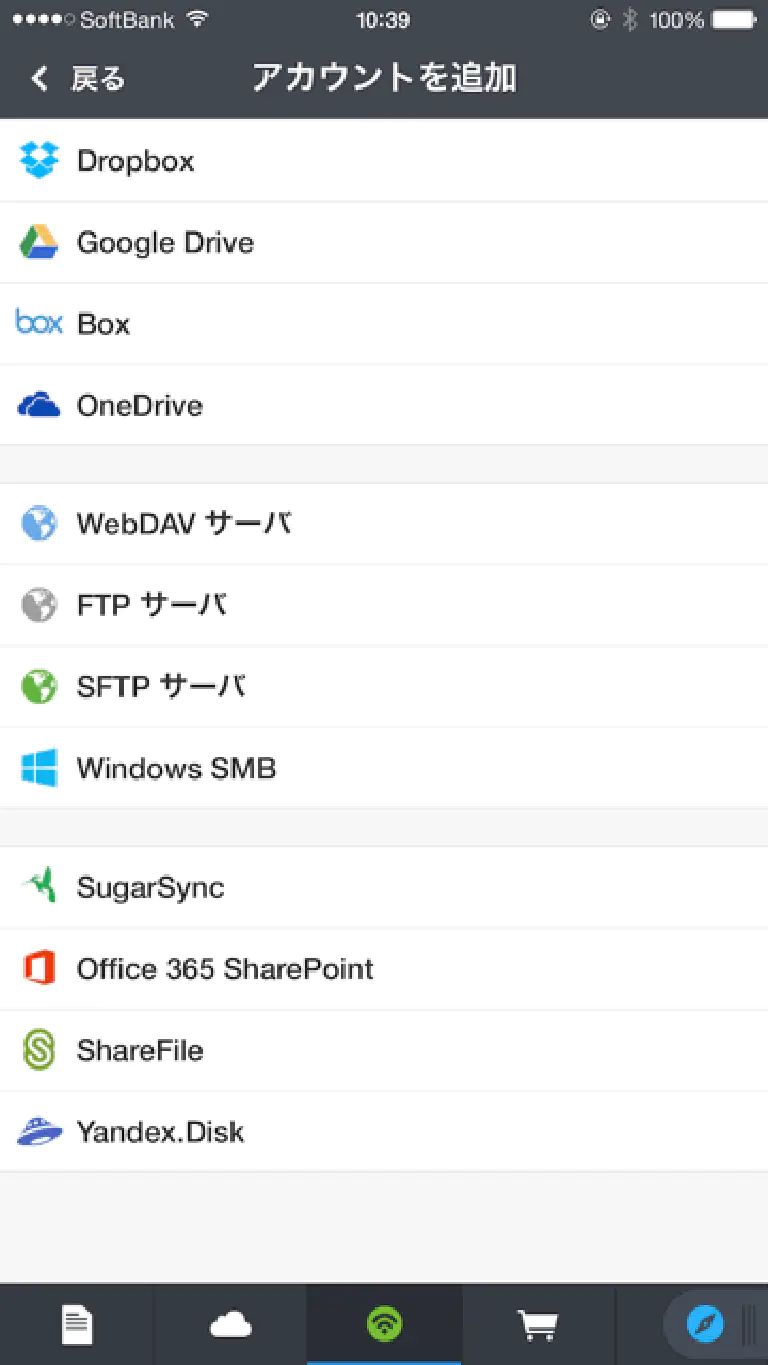 SoftBank 10:39 100%
戻る アカウントを追加
Dropbox
Google Drive
box Box
OneDrive
WebDAV サーバ
FTP サーバ
SFTP サーバ
Windows SMB
SugarSync
Office 365 SharePoint
ShareFile
Yandex.Disk